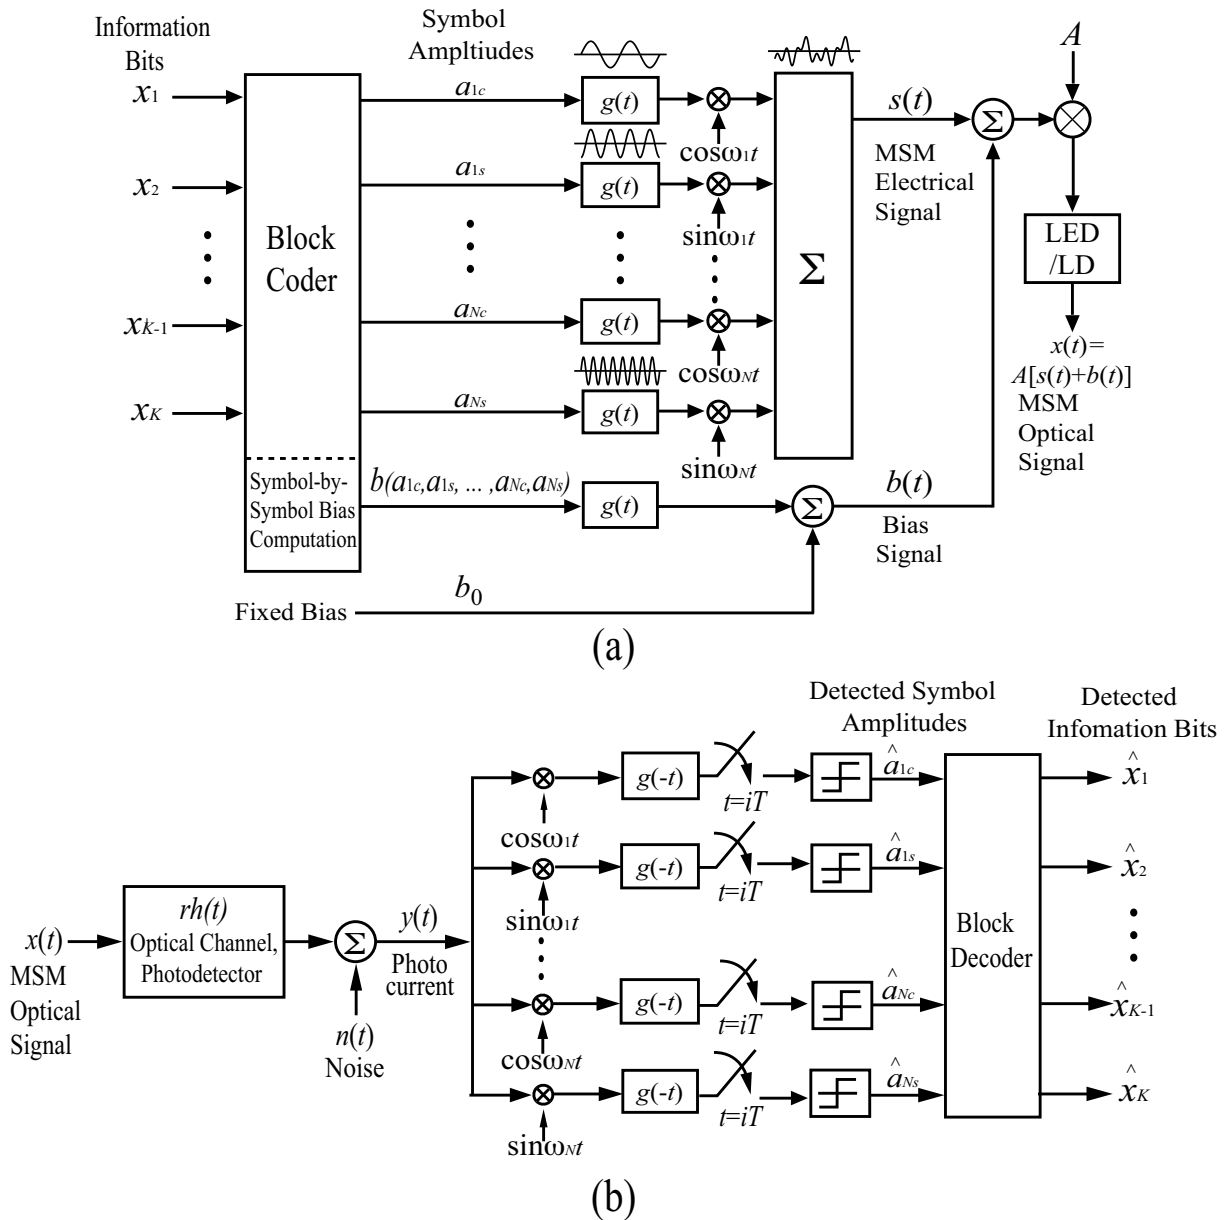 Information
Bits
Symbol
Ampltiudes
x1
a1c
g(t)
cosω1t
x2
a1s
g(t)
sinω1t
Block
Coder
Σ
xK-1
aNc
g(t)
cosωNt
xK
aNs
g(t)
sinωNt
s(t)
MSM
Electrical
Signal
Σ
A
LED
/LD
x(t)=
A[s(t)+b(t)]
MSM
Optical
Signal
Symbol-by-
Symbol Bias
Computation
b(a1c,a1s, ... ,aNc,aNs)
g(t)
Σ
b(t)
Bias
Signal
Fixed Bias
b0
(a)
Detected Symbol
Amplitudes
Detected
Infomation Bits
cosω1t
g(-t)
t=iT
â1c
x̂1
sinω1t
g(-t)
t=iT
â1s
x̂2
x(t)
MSM
Optical
Signal
rh(t)
Optical Channel,
Photodetector
Σ
n(t)
Noise
y(t)
Photo
current
Block
Decoder
cosωNt
g(-t)
t=iT
âNc
x̂K-1
sinωNt
g(-t)
t=iT
âNs
x̂K
(b)